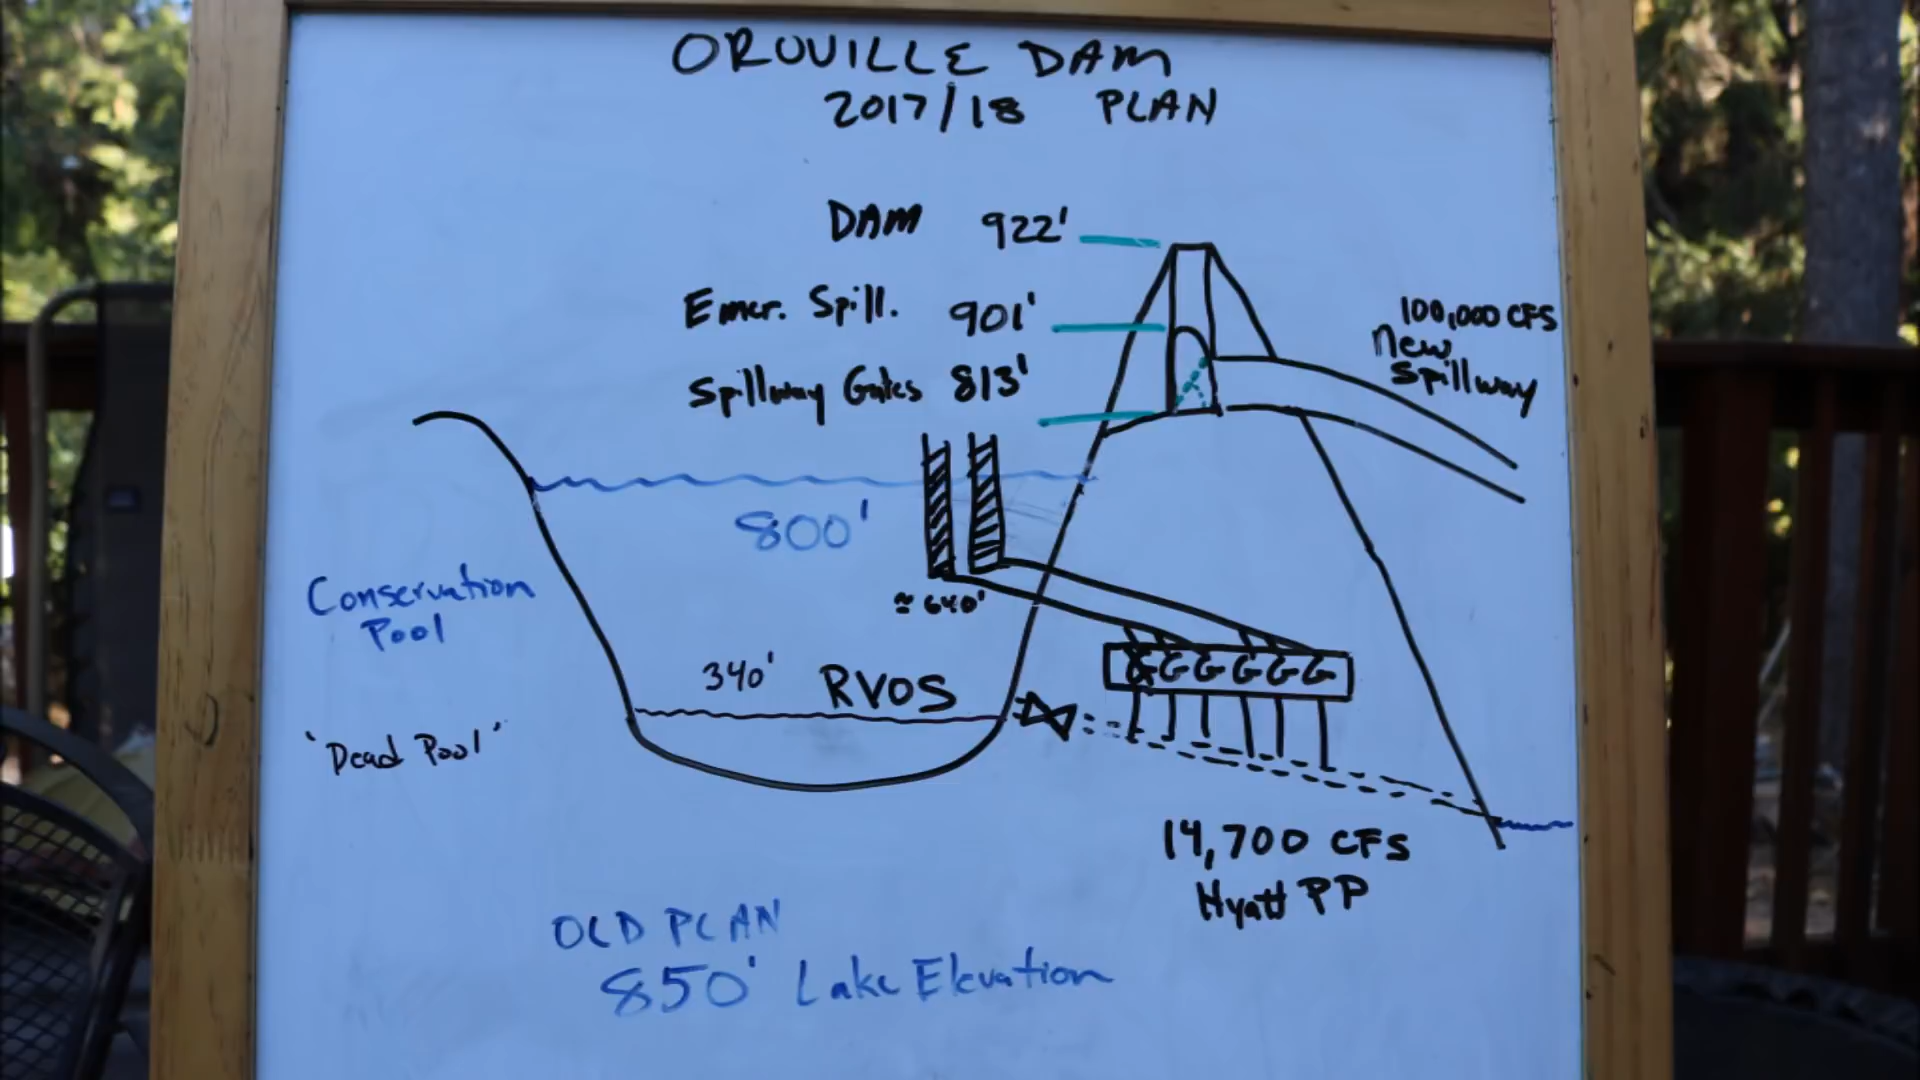 OROVILLE DAM
2017/18 PLAN
DAM 922'
Emer. Spill. 901'
Spillway Gates 813'
100,000 CFS
New
Spillway
800'
Conservation
Pool
≈ 640'
340' RVOS
G G G G G G
'Dead Pool'
14,700 CFS
Hyatt PP
OLD PLAN
850' Lake Elevation